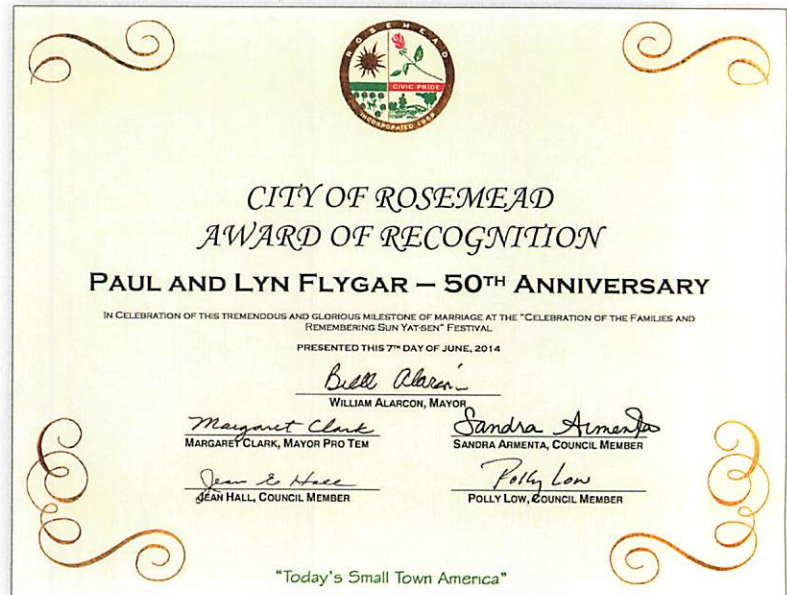 ROSEMEAD
CIVIC PRIDE
INCORPORATED 1959
CITY OF ROSEMEAD
AWARD OF RECOGNITION
PAUL AND LYN FLYGAR – 50TH ANNIVERSARY
IN CELEBRATION OF THIS TREMENDOUS AND GLORIOUS MILESTONE OF MARRIAGE AT THE "CELEBRATION OF THE FAMILIES AND
REMEMBERING SUN YAT-SEN" FESTIVAL
PRESENTED THIS 7TH DAY OF JUNE, 2014
Bill Alarcon
WILLIAM ALARCON, MAYOR
Margaret Clark Sandra Armenta
MARGARET CLARK, MAYOR PRO TEM SANDRA ARMENTA, COUNCIL MEMBER
Jean E Hall Polly Low
JEAN HALL, COUNCIL MEMBER POLLY LOW, COUNCIL MEMBER
"Today's Small Town America"